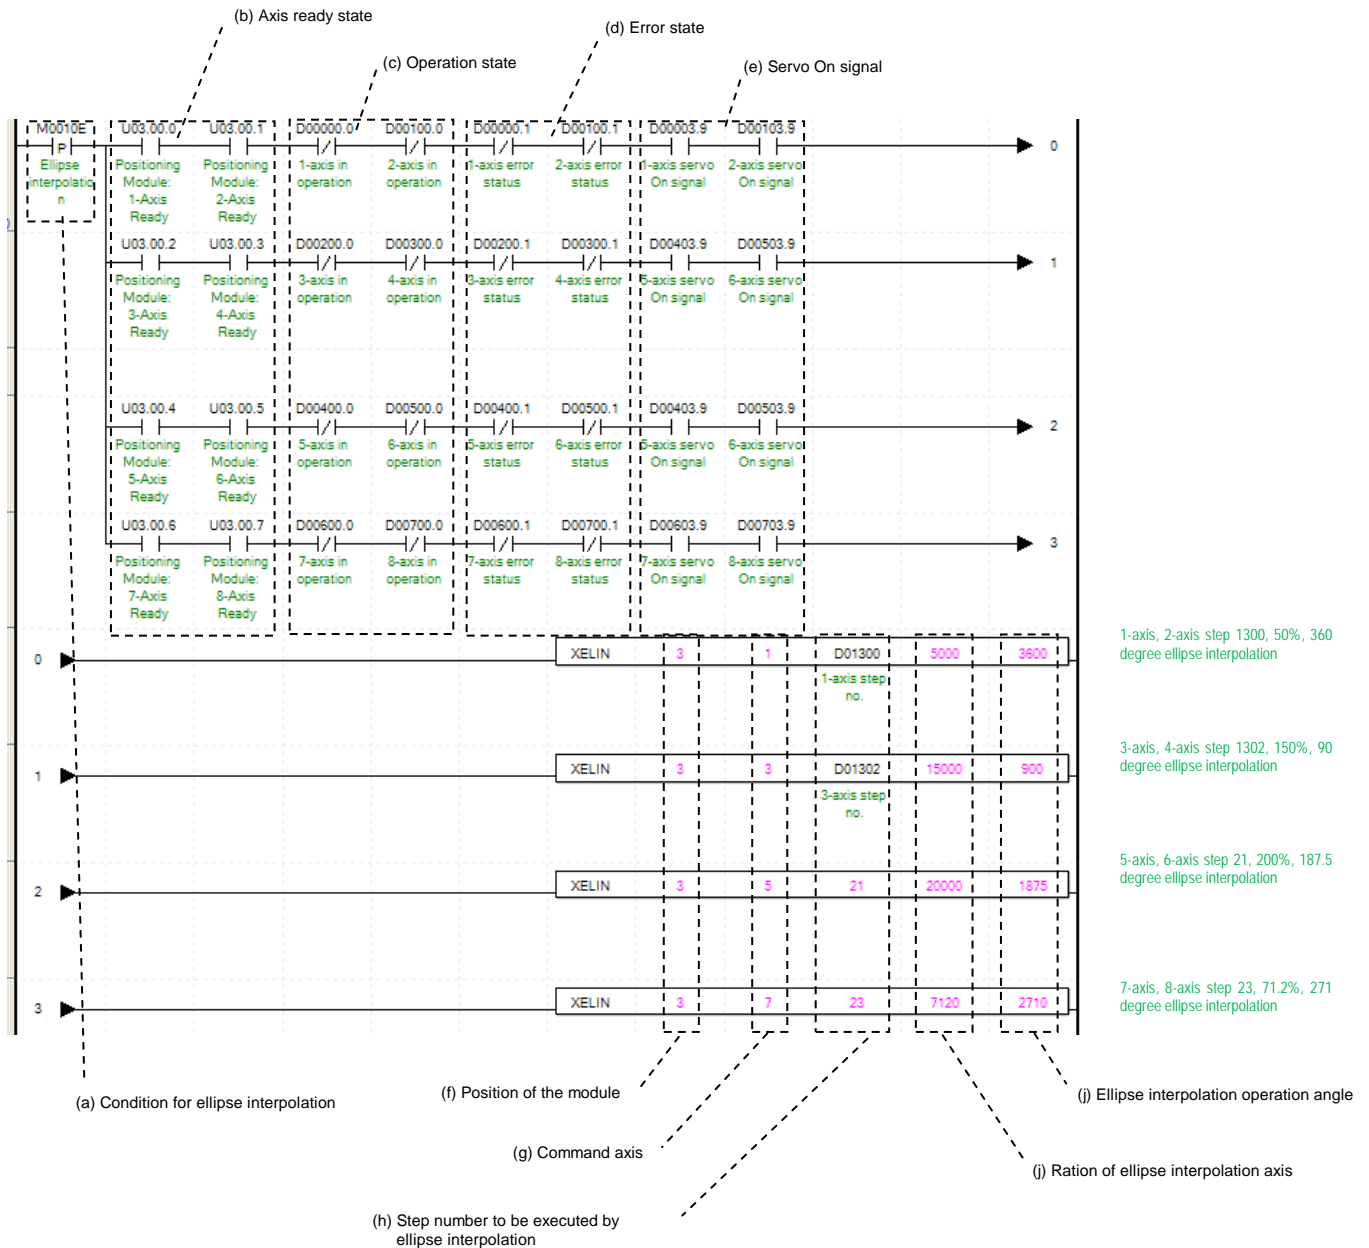 (b) Axis ready state
(d) Error state
(c) Operation state
(e) Servo On signal
M0010E U03.00.0 U03.00.1 D00000.0 D00100.0 D00000.1 D00100.1 D00003.9 D00103.9
P
0
Ellipse interpolatio n
Positioning Module: 1-Axis Ready
Positioning Module: 2-Axis Ready
1-axis in operation
2-axis in operation
1-axis error status
2-axis error status
1-axis servo On signal
2-axis servo On signal
U03.00.2 U03.00.3 D00200.0 D00300.0 D00200.1 D00300.1 D00403.9 D00503.9
1
Positioning Module: 3-Axis Ready
Positioning Module: 4-Axis Ready
3-axis in operation
4-axis in operation
3-axis error status
4-axis error status
5-axis servo On signal
6-axis servo On signal
U03.00.4 U03.00.5 D00400.0 D00500.0 D00400.1 D00500.1 D00403.9 D00503.9
2
Positioning Module: 5-Axis Ready
Positioning Module: 6-Axis Ready
5-axis in operation
6-axis in operation
5-axis error status
6-axis error status
5-axis servo On signal
6-axis servo On signal
U03.00.6 U03.00.7 D00600.0 D00700.0 D00600.1 D00700.1 D00603.9 D00703.9
3
Positioning Module: 7-Axis Ready
Positioning Module: 8-Axis Ready
7-axis in operation
8-axis in operation
7-axis error status
8-axis error status
7-axis servo On signal
8-axis servo On signal
0 XELIN 3 1 D01300 5000 3600
1-axis step no.
1-axis, 2-axis step 1300, 50%, 360
degree ellipse interpolation
1 XELIN 3 3 D01302 15000 900
3-axis step no.
3-axis, 4-axis step 1302, 150%, 90
degree ellipse interpolation
2 XELIN 3 5 21 20000 1875
5-axis, 6-axis step 21, 200%, 187.5
degree ellipse interpolation
3 XELIN 3 7 23 7120 2710
7-axis, 8-axis step 23, 71.2%, 271
degree ellipse interpolation
(a) Condition for ellipse interpolation
(f) Position of the module
(j) Ellipse interpolation operation angle
(g) Command axis
(j) Ration of ellipse interpolation axis
(h) Step number to be executed by
ellipse interpolation